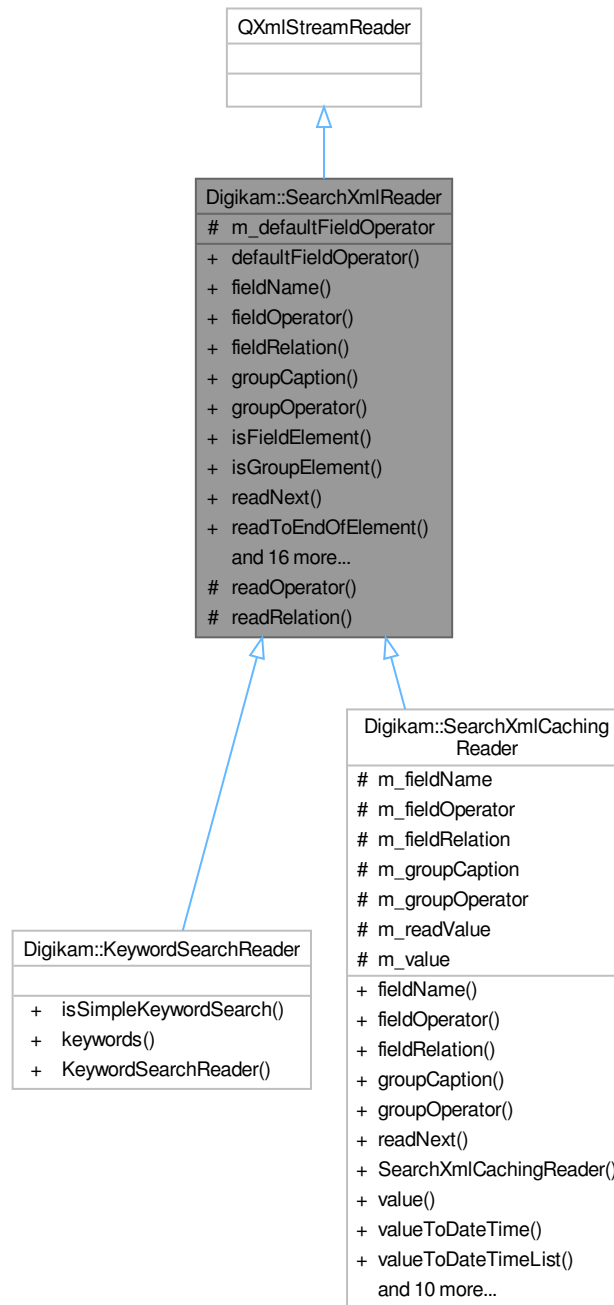 QXmlStreamReader
Digikam::SearchXmlReader
# m_defaultFieldOperator
+ defaultFieldOperator()
+ fieldName()
+ fieldOperator()
+ fieldRelation()
+ groupCaption()
+ groupOperator()
+ isFieldElement()
+ isGroupElement()
+ readNext()
+ readToEndOfElement()
and 16 more...
# readOperator()
# readRelation()
Digikam::KeywordSearchReader
+ isSimpleKeywordSearch()
+ keywords()
+ KeywordSearchReader()
Digikam::SearchXmlCaching
Reader
# m_fieldName
# m_fieldOperator
# m_fieldRelation
# m_groupCaption
# m_groupOperator
# m_readValue
# m_value
+ fieldName()
+ fieldOperator()
+ fieldRelation()
+ groupCaption()
+ groupOperator()
+ readNext()
+ SearchXmlCachingReader()
+ value()
+ valueToDateTime()
+ valueToDateTimeList()
and 10 more...